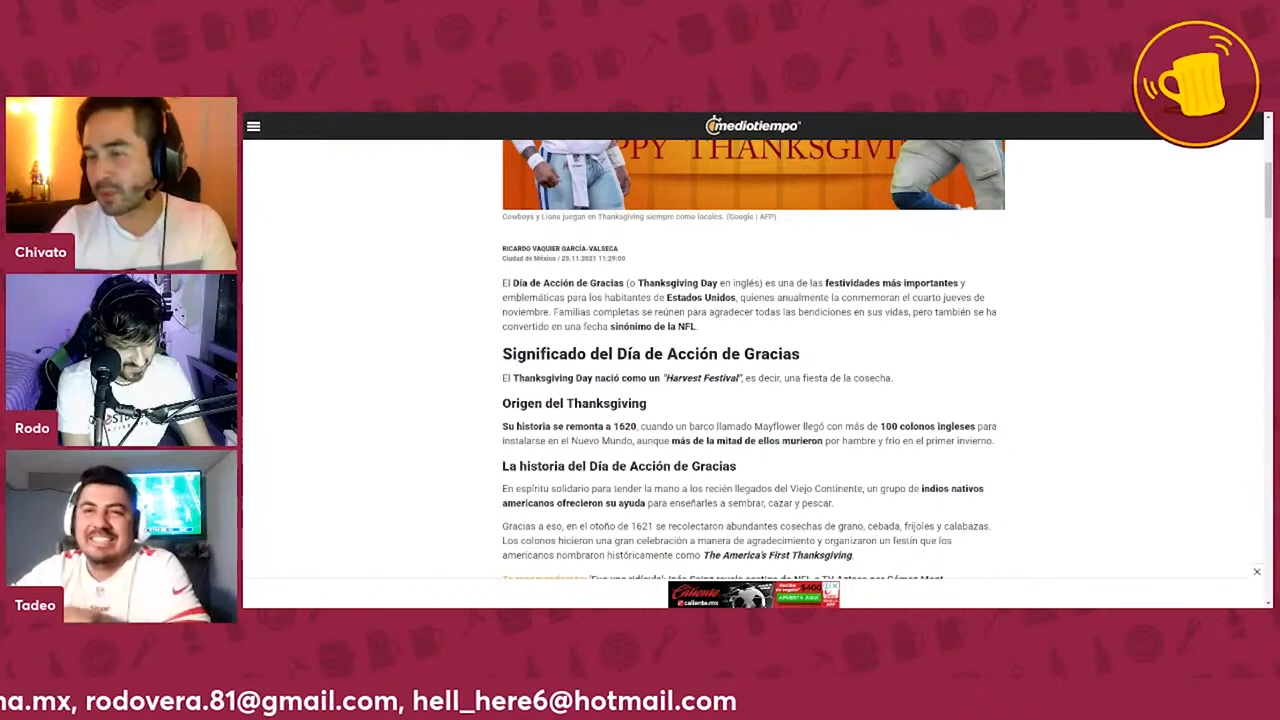 mediotiempo
PPY THANKSGIVI
Cowboys y Lions juegan en Thanksgiving siempre como locales. (Google | AFP)
RICARDO VAQUIER GARCÍA-VALSECA
Ciudad de México / 25.11.2021 11:29:00
El Día de Acción de Gracias (o Thanksgiving Day en inglés) es una de las festividades más importantes y
emblemáticas para los habitantes de Estados Unidos, quienes anualmente la conmemoran el cuarto jueves de
noviembre. Familias completas se reúnen para agradecer todas las bendiciones en sus vidas, pero también se ha
convertido en una fecha sinónimo de la NFL.
Significado del Día de Acción de Gracias
El Thanksgiving Day nació como un "Harvest Festival", es decir, una fiesta de la cosecha.
Origen del Thanksgiving
Su historia se remonta a 1620, cuando un barco llamado Mayflower llegó con más de 100 colonos ingleses para
instalarse en el Nuevo Mundo, aunque más de la mitad de ellos murieron por hambre y frío en el primer invierno.
La historia del Día de Acción de Gracias
En espíritu solidario para tender la mano a los recién llegados del Viejo Continente, un grupo de indios nativos
americanos ofrecieron su ayuda para enseñarles a sembrar, cazar y pescar.
Gracias a eso, en el otoño de 1621 se recolectaron abundantes cosechas de grano, cebada, frijoles y calabazas.
Los colonos hicieron una gran celebración a manera de agradecimiento y organizaron un festín que los
americanos nombraron históricamente como The America's First Thanksgiving.
Caliente
caliente.mx
APUESTA AQUÍ
Chivato
Rodo
Tadeo
na.mx, rodovera.81@gmail.com, hell_here6@hotmail.com